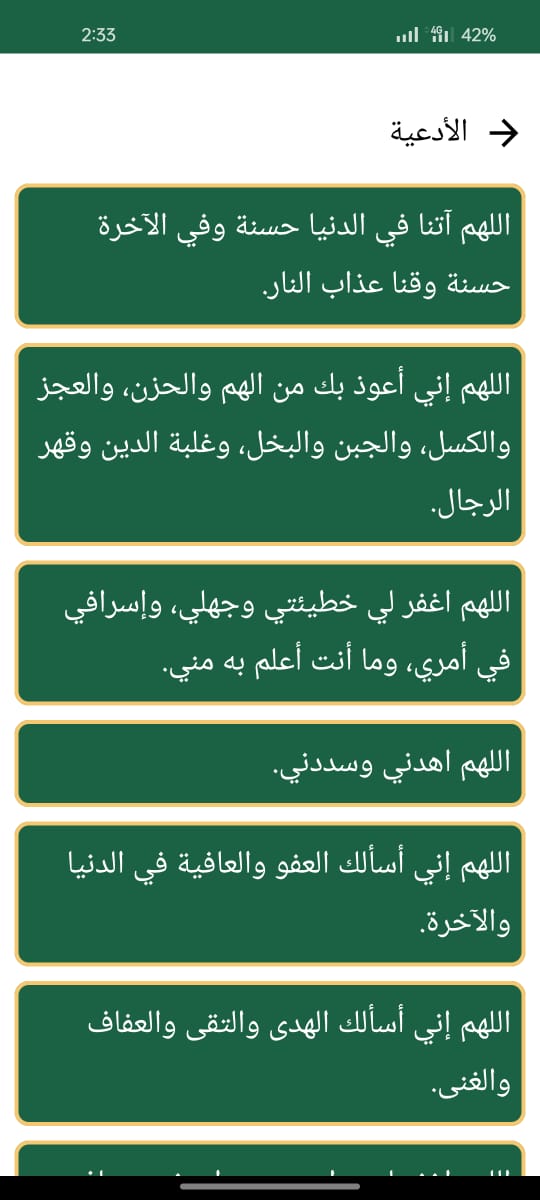 2:33
4G 42%
الأدعية
اللهم آتنا في الدنيا حسنة وفي الآخرة
حسنة وقنا عذاب النار.
اللهم إني أعوذ بك من الهم والحزن، والعجز
والكسل، والجبن والبخل، وغلبة الدين وقهر
الرجال.
اللهم اغفر لي خطيئتي وجهلي، وإسرافي
في أمري، وما أنت أعلم به مني.
اللهم اهدني وسددني.
اللهم إني أسألك العفو والعافية في الدنيا
والآخرة.
اللهم إني أسألك الهدى والتقى والعفاف
والغنى.